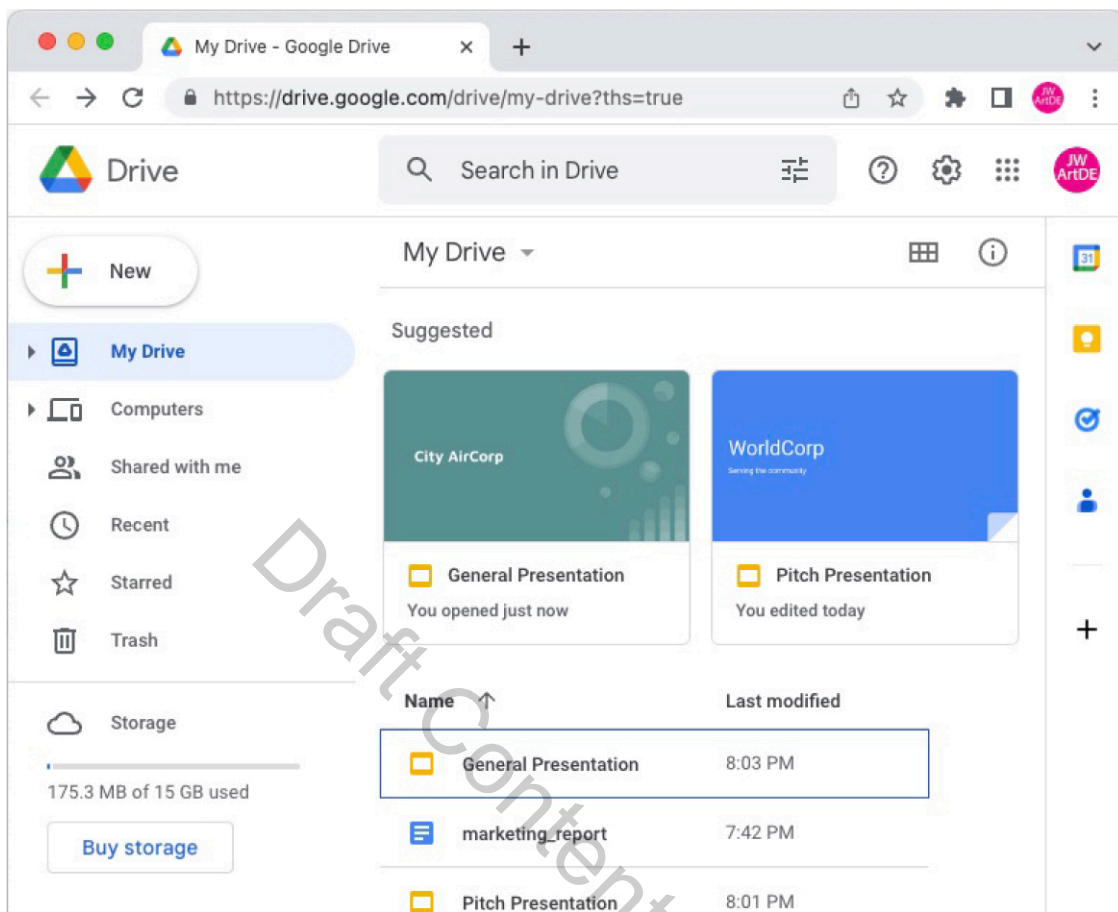 My Drive - Google Drive
https://drive.google.com/drive/my-drive?ths=true
JW
ArtDE
Drive
Search in Drive
JW
ArtDE
New
My Drive
31
Suggested
My Drive
Computers
City AirCorp
WorldCorp
Serving the community
Shared with me
Recent
General Presentation
Pitch Presentation
Starred
You opened just now
You edited today
Trash
Name
Last modified
Storage
General Presentation
8:03 PM
175.3 MB of 15 GB used
marketing_report
7:42 PM
Buy storage
Pitch Presentation
8:01 PM
Draft Content